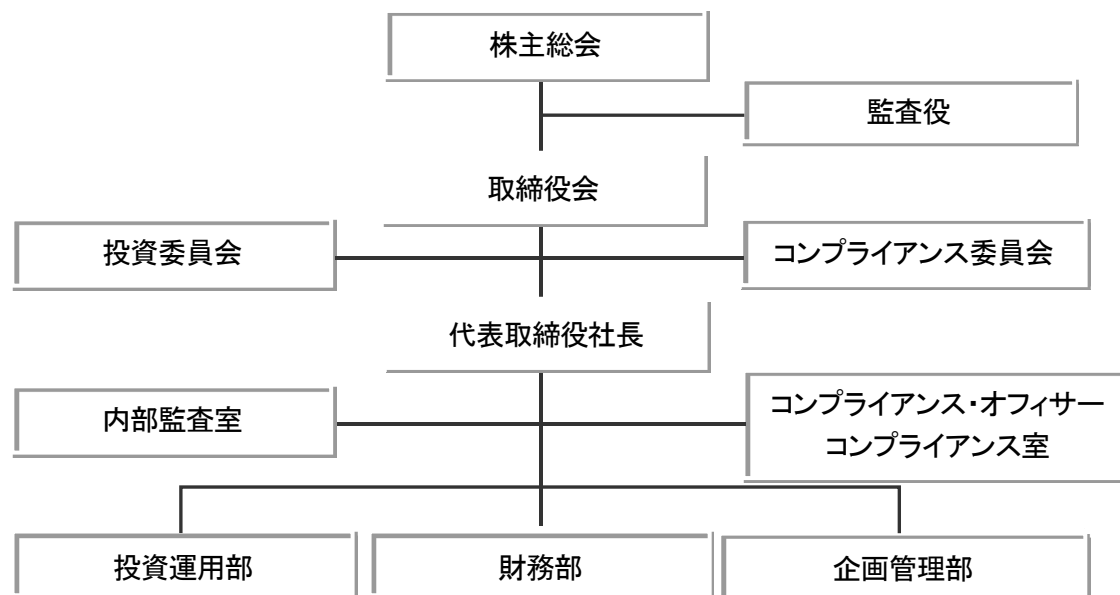 株主総会
監査役
取締役会
投資委員会
コンプライアンス委員会
代表取締役社長
内部監査室
コンプライアンス・オフィサー
コンプライアンス室
投資運用部
財務部
企画管理部